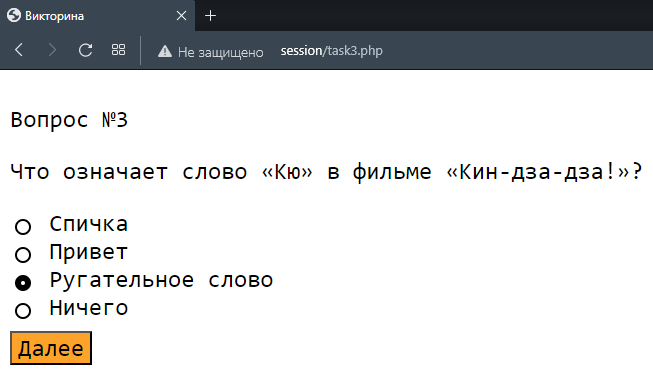 Викторина
Не защищено session/task3.php
Вопрос №3
Что означает слово «Кю» в фильме «Кин-дза-дза!»?
Спичка
Привет
Ругательное слово
Ничего
Далее